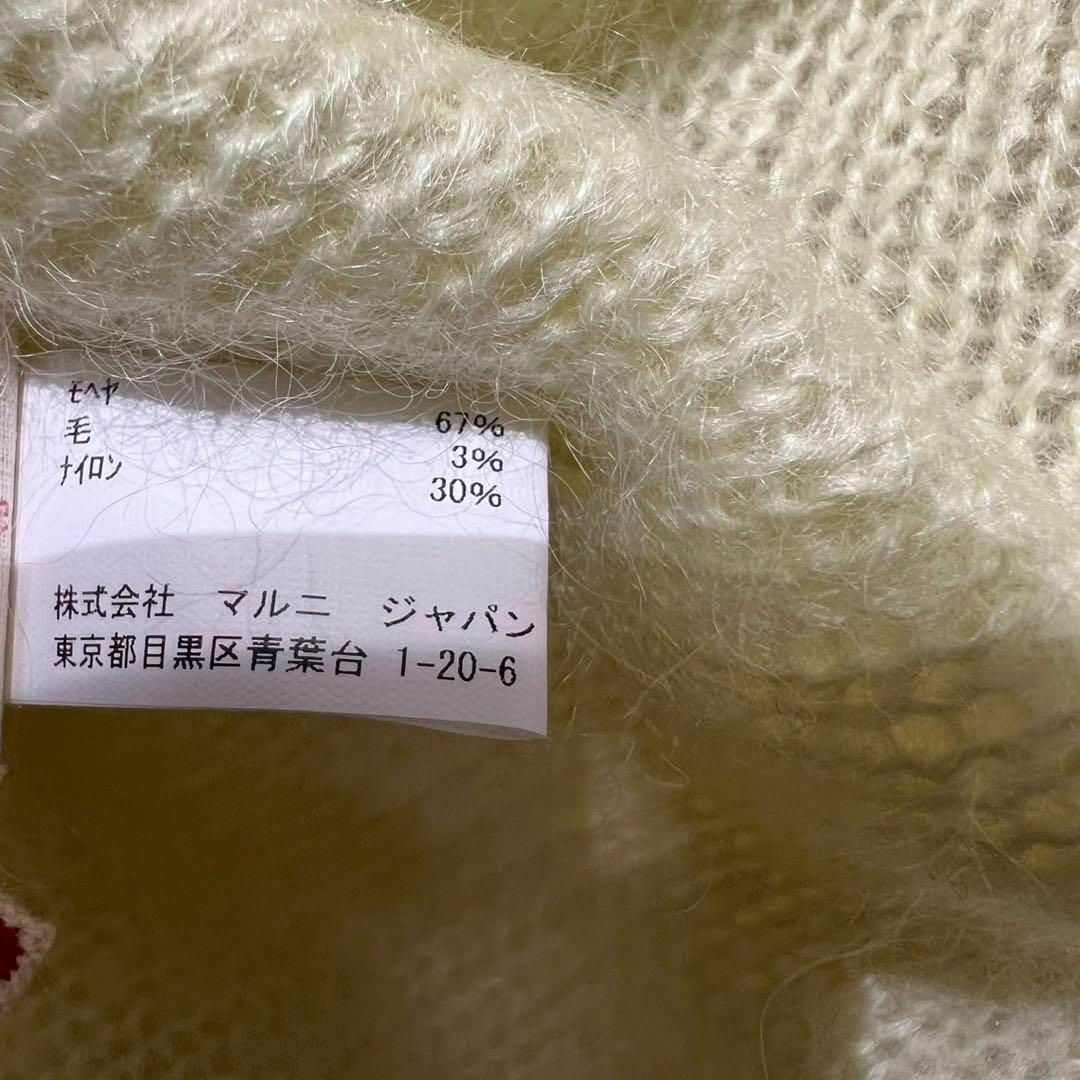 モヘヤ 67%
毛 3%
ナイロン 30%
株式会社 マルニ ジャパン
東京都目黒区青葉台 1-20-6